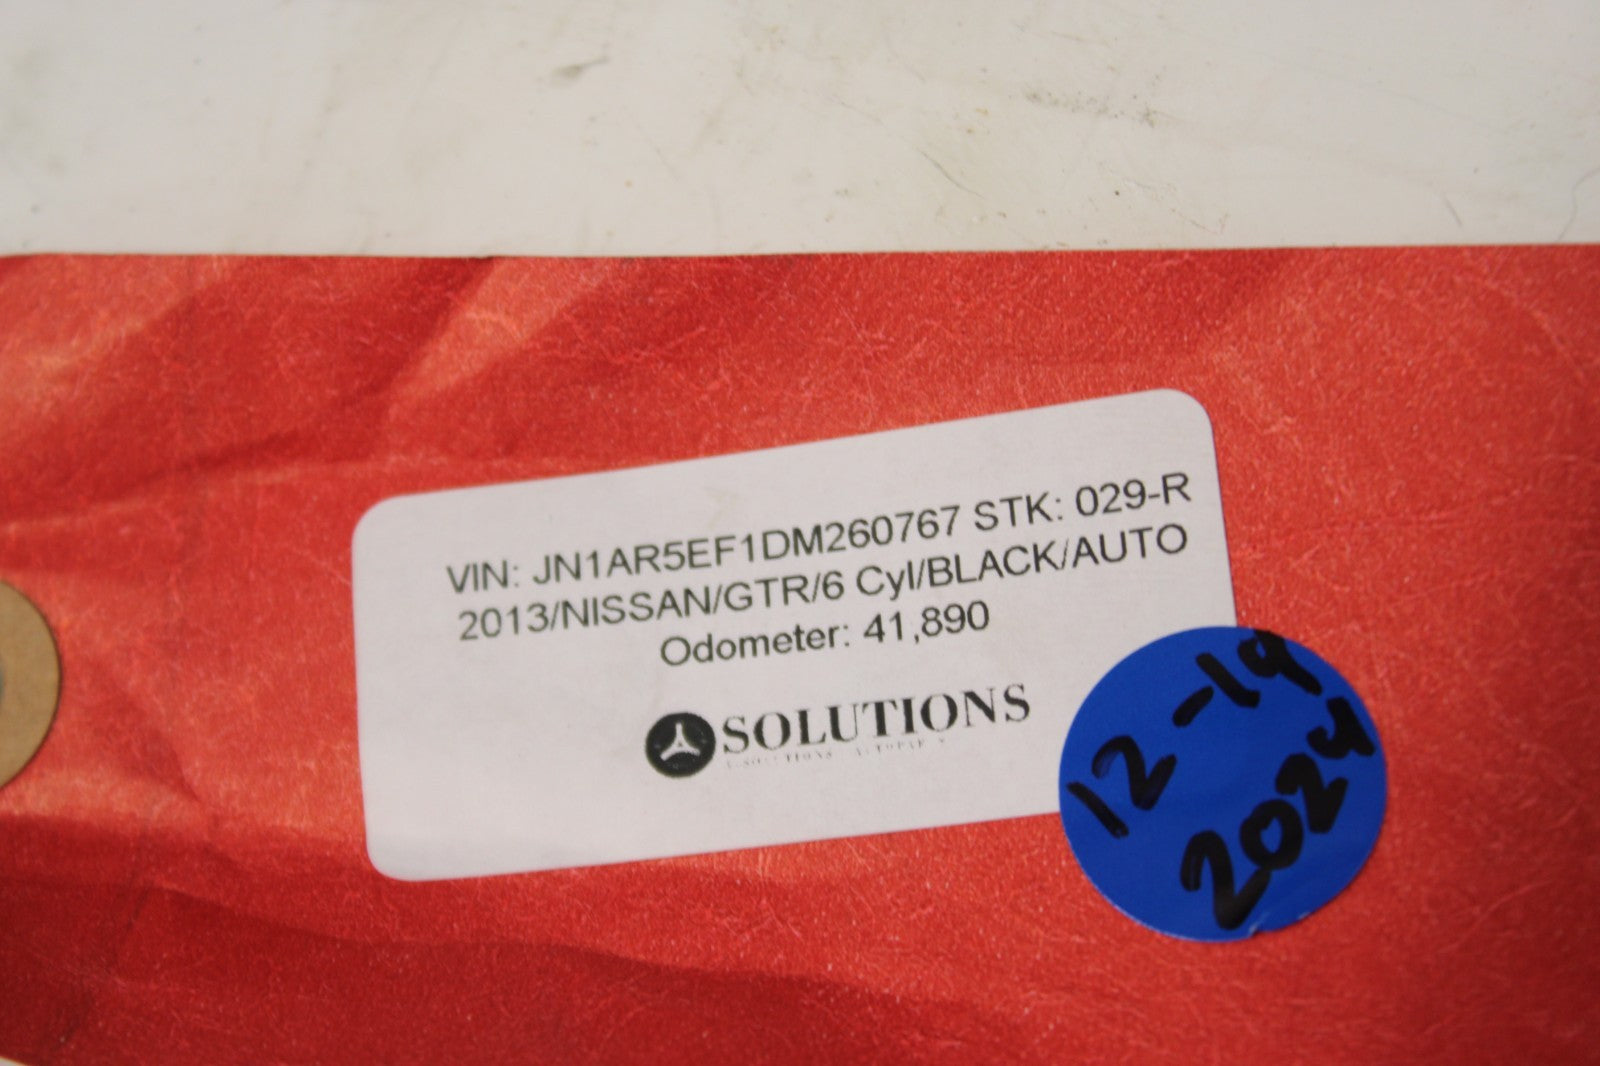 VIN: JN1AR5EF1DM260767 STK: 029-R
2013/NISSAN/GTR/6 Cyl/BLACK/AUTO
Odometer: 41,890
SOLUTIONS
12-19
2024